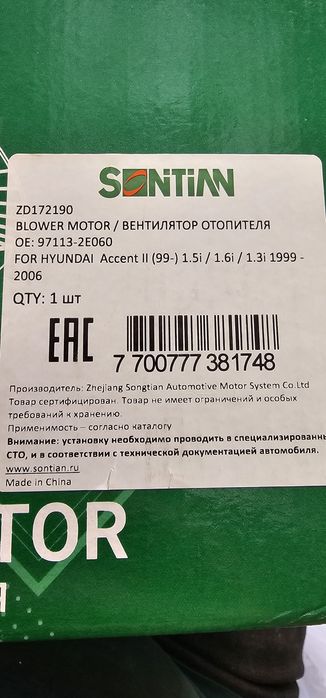 SONTiAN
ZD172190
BLOWER MOTOR / ВЕНТИЛЯТОР ОТОПИТЕЛЯ
OE: 97113-2E060
FOR HYUNDAI Accent II (99-) 1.5i / 1.6i / 1.3i 1999 -
2006
QTY: 1 шт
EAC
7 700777 381748
Производитель: Zhejiang Songtian Automotive Motor System Co.Ltd
Товар сертифицирован. Товар не имеет ограничений и особых
требований к хранению.
Применимость – согласно каталогу
Внимание: установку необходимо проводить в специализированны
СТО, и в соответствии с технической документацией автомобиля.
www.sontian.ru
Made in China
TOR